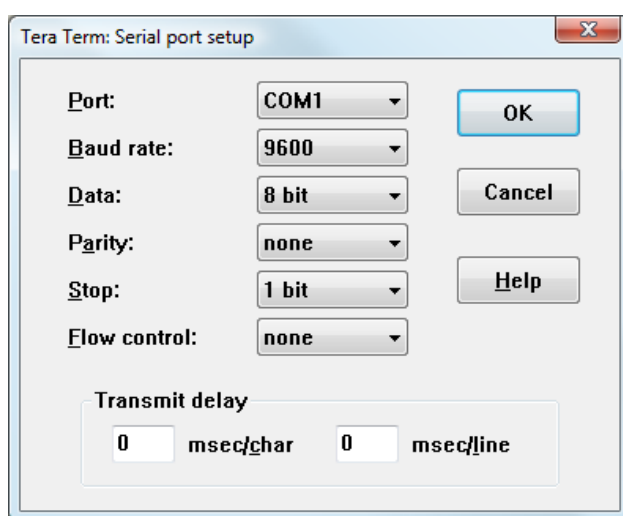 Tera Term: Serial port setup
Port: COM1
OK
Baud rate: 9600
Data: 8 bit
Cancel
Parity: none
Stop: 1 bit
Help
Flow control: none
Transmit delay
0 msec/char 0 msec/line